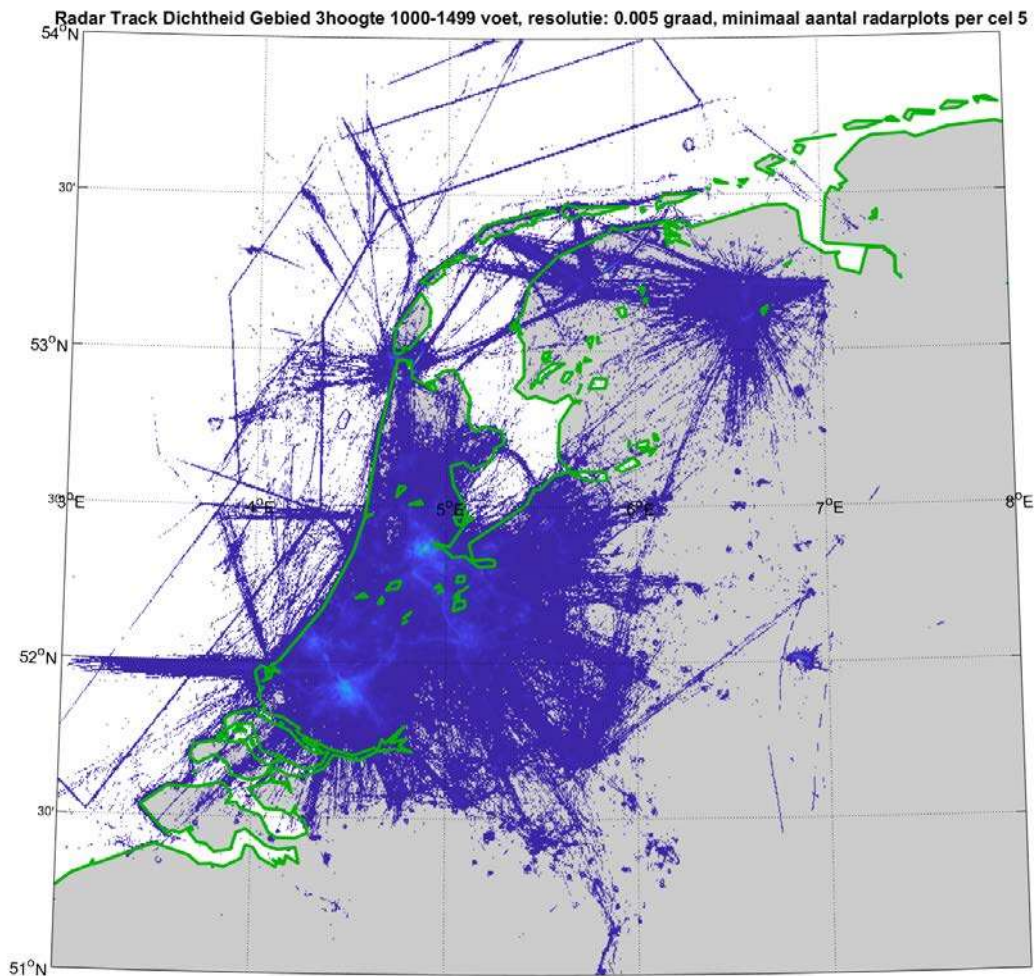 Radar Track Dichtheid Gebied 3hoogte 1000-1499 voet, resolutie: 0.005 graad, minimaal aantal radarplots per cel 5
54°N
30'
53°N
30'
4°E
5°E
6°E
7°E
8°E
52°N
30'
51°N